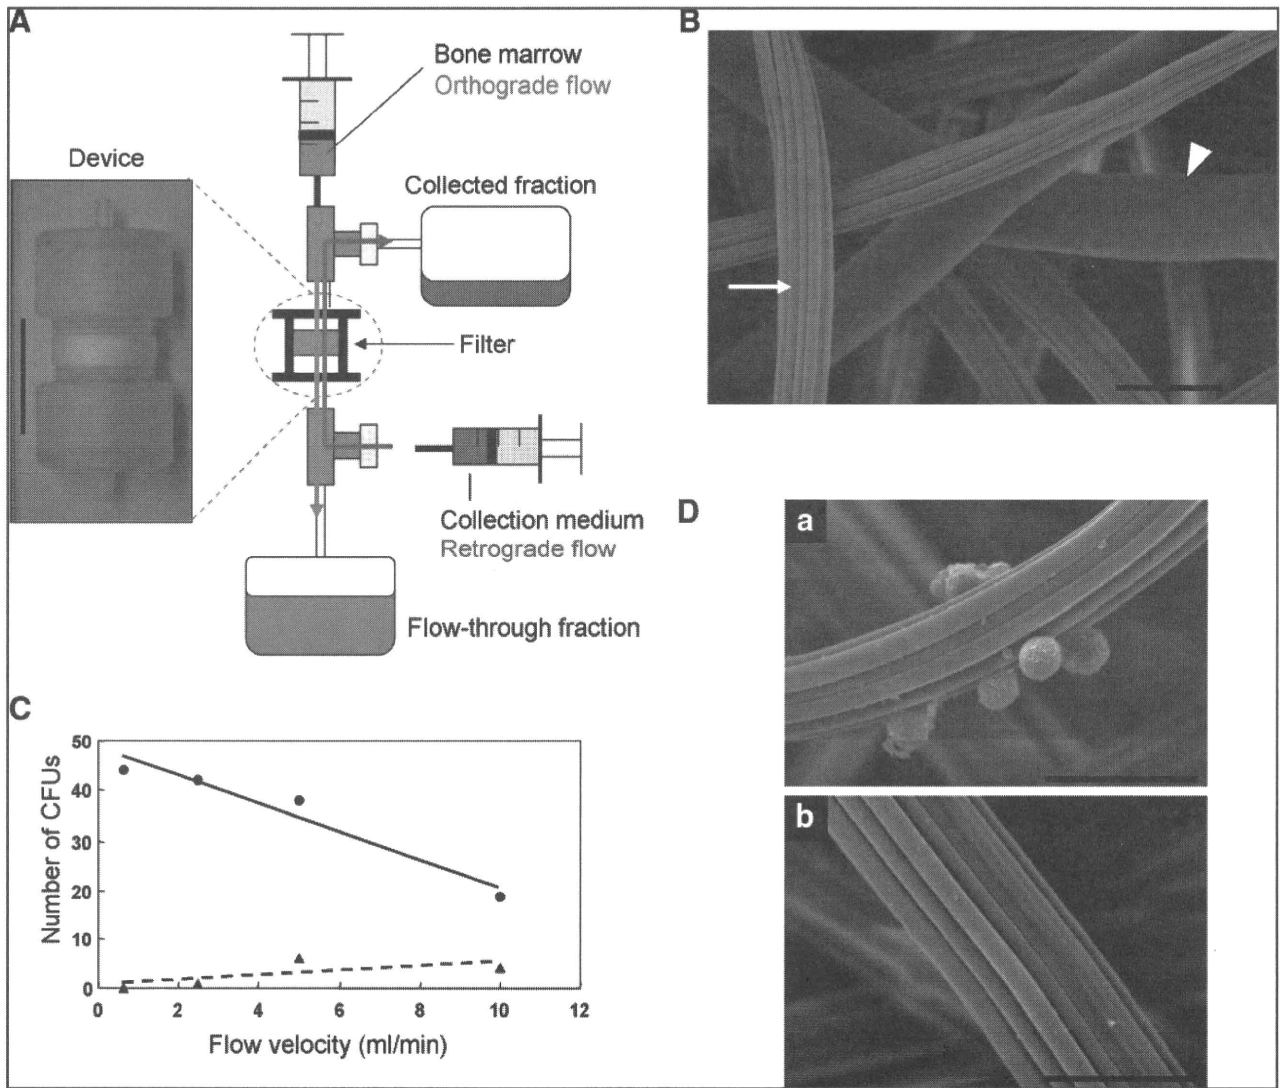 A
Bone marrow
Orthograde flow
Device
Collected fraction
Filter
Collection medium
Retrograde flow
Flow-through fraction
B
C
50
40
30
20
10
0
Number of CFUs
0 2 4 6 8 10 12
Flow velocity (ml/min)
D
a
b